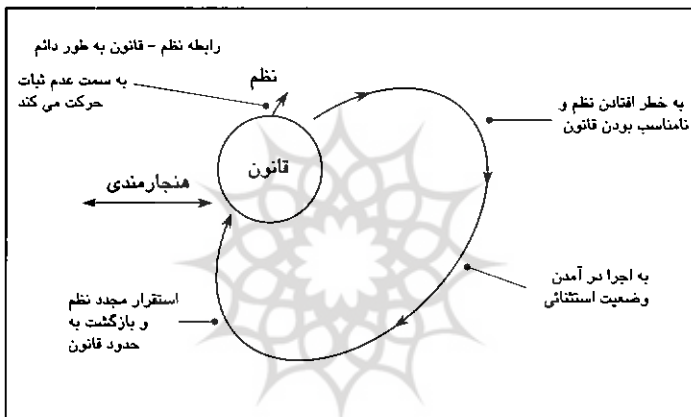 رابطه نظم - قانون به طور دائم
به سمت عدم ثبات
حرکت می کند
نظم
قانون
هنجارمندی
به خطر افتادن نظم و
نامناسب بودن قانون
به اجرا در آمدن
وضعیت استثنائی
استقرار مجدد نظم
و بازگشت به
حدود قانون